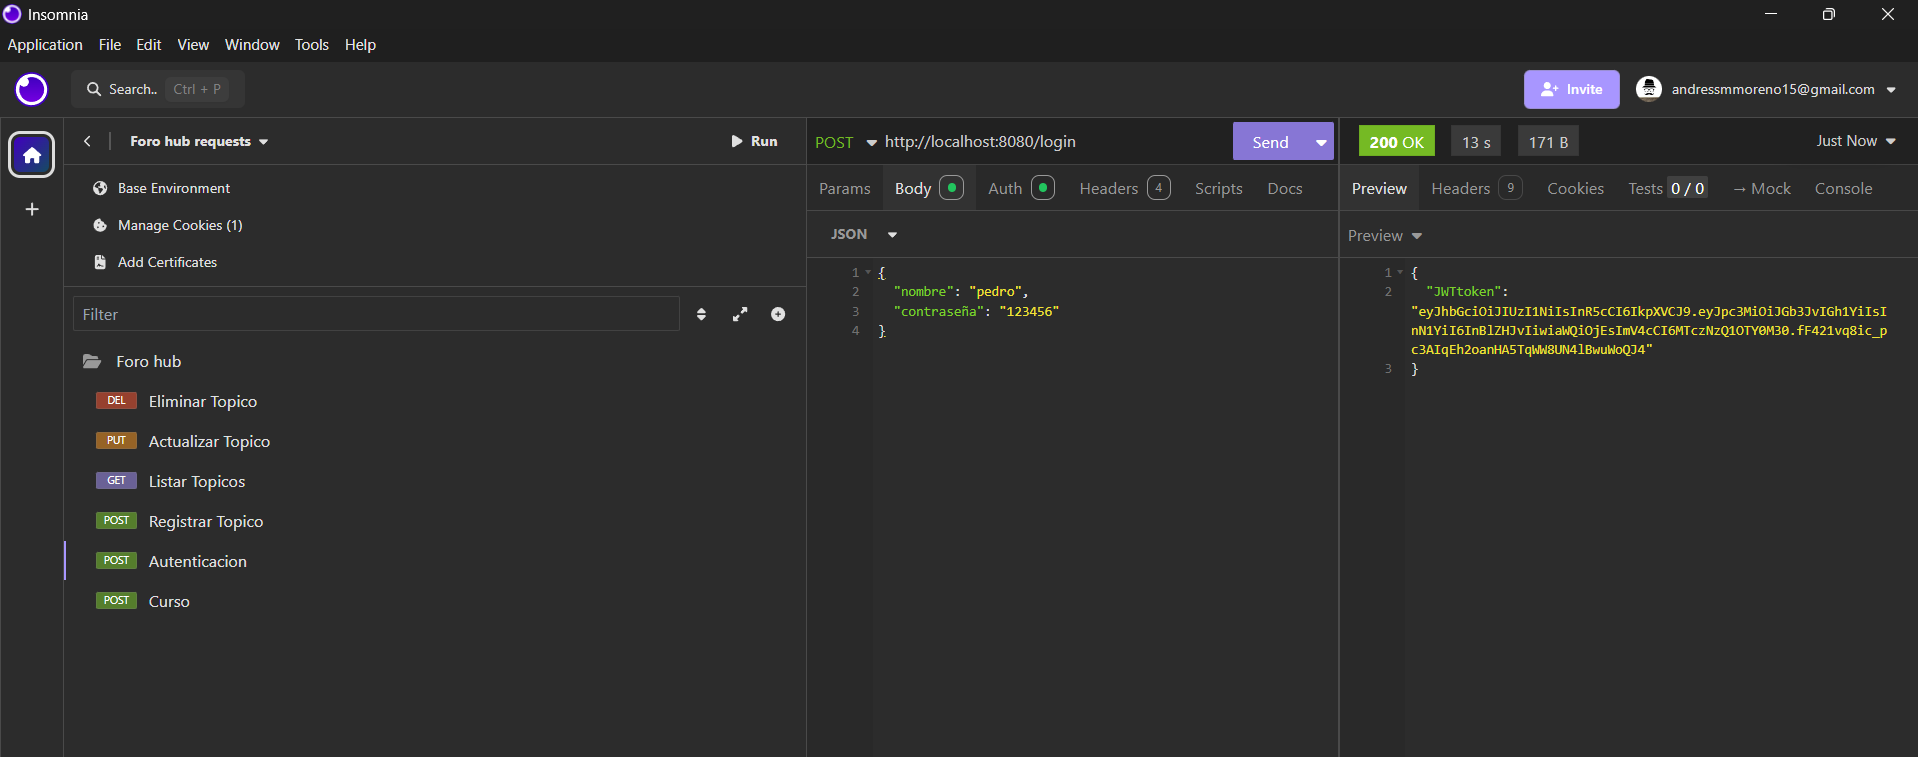 Insomnia
Application File Edit View Window Tools Help
Search.. Ctrl + P
Invite
andressmmoreno15@gmail.com
Foro hub requests
Run
Base Environment
Manage Cookies (1)
Add Certificates
Filter
Foro hub
DEL Eliminar Topico
PUT Actualizar Topico
GET Listar Topicos
POST Registrar Topico
POST Autenticacion
POST Curso
POST http://localhost:8080/login
Send
Params Body Auth Headers 4 Scripts Docs
JSON
1 {
2 "nombre": "pedro",
3 "contraseña": "123456"
4 }
200 OK 13 s 171 B Just Now
Preview Headers 9 Cookies Tests 0 / 0 → Mock Console
Preview
1 {
2 "JWTtoken":
"eyJhbGciOiJIUzI1NiIsInR5cCI6IkpXVCJ9.eyJpc3MiOiJGb3JvIGh1YiIsI
nN1YiI6InBlZHJvIiwiaWQiOjEsImV4cCI6MTczNzQ1OTY0M30.fF421vq8ic_p
c3AIqEh2oanHA5TqWW8UN4lBwuWoQJ4"
3 }